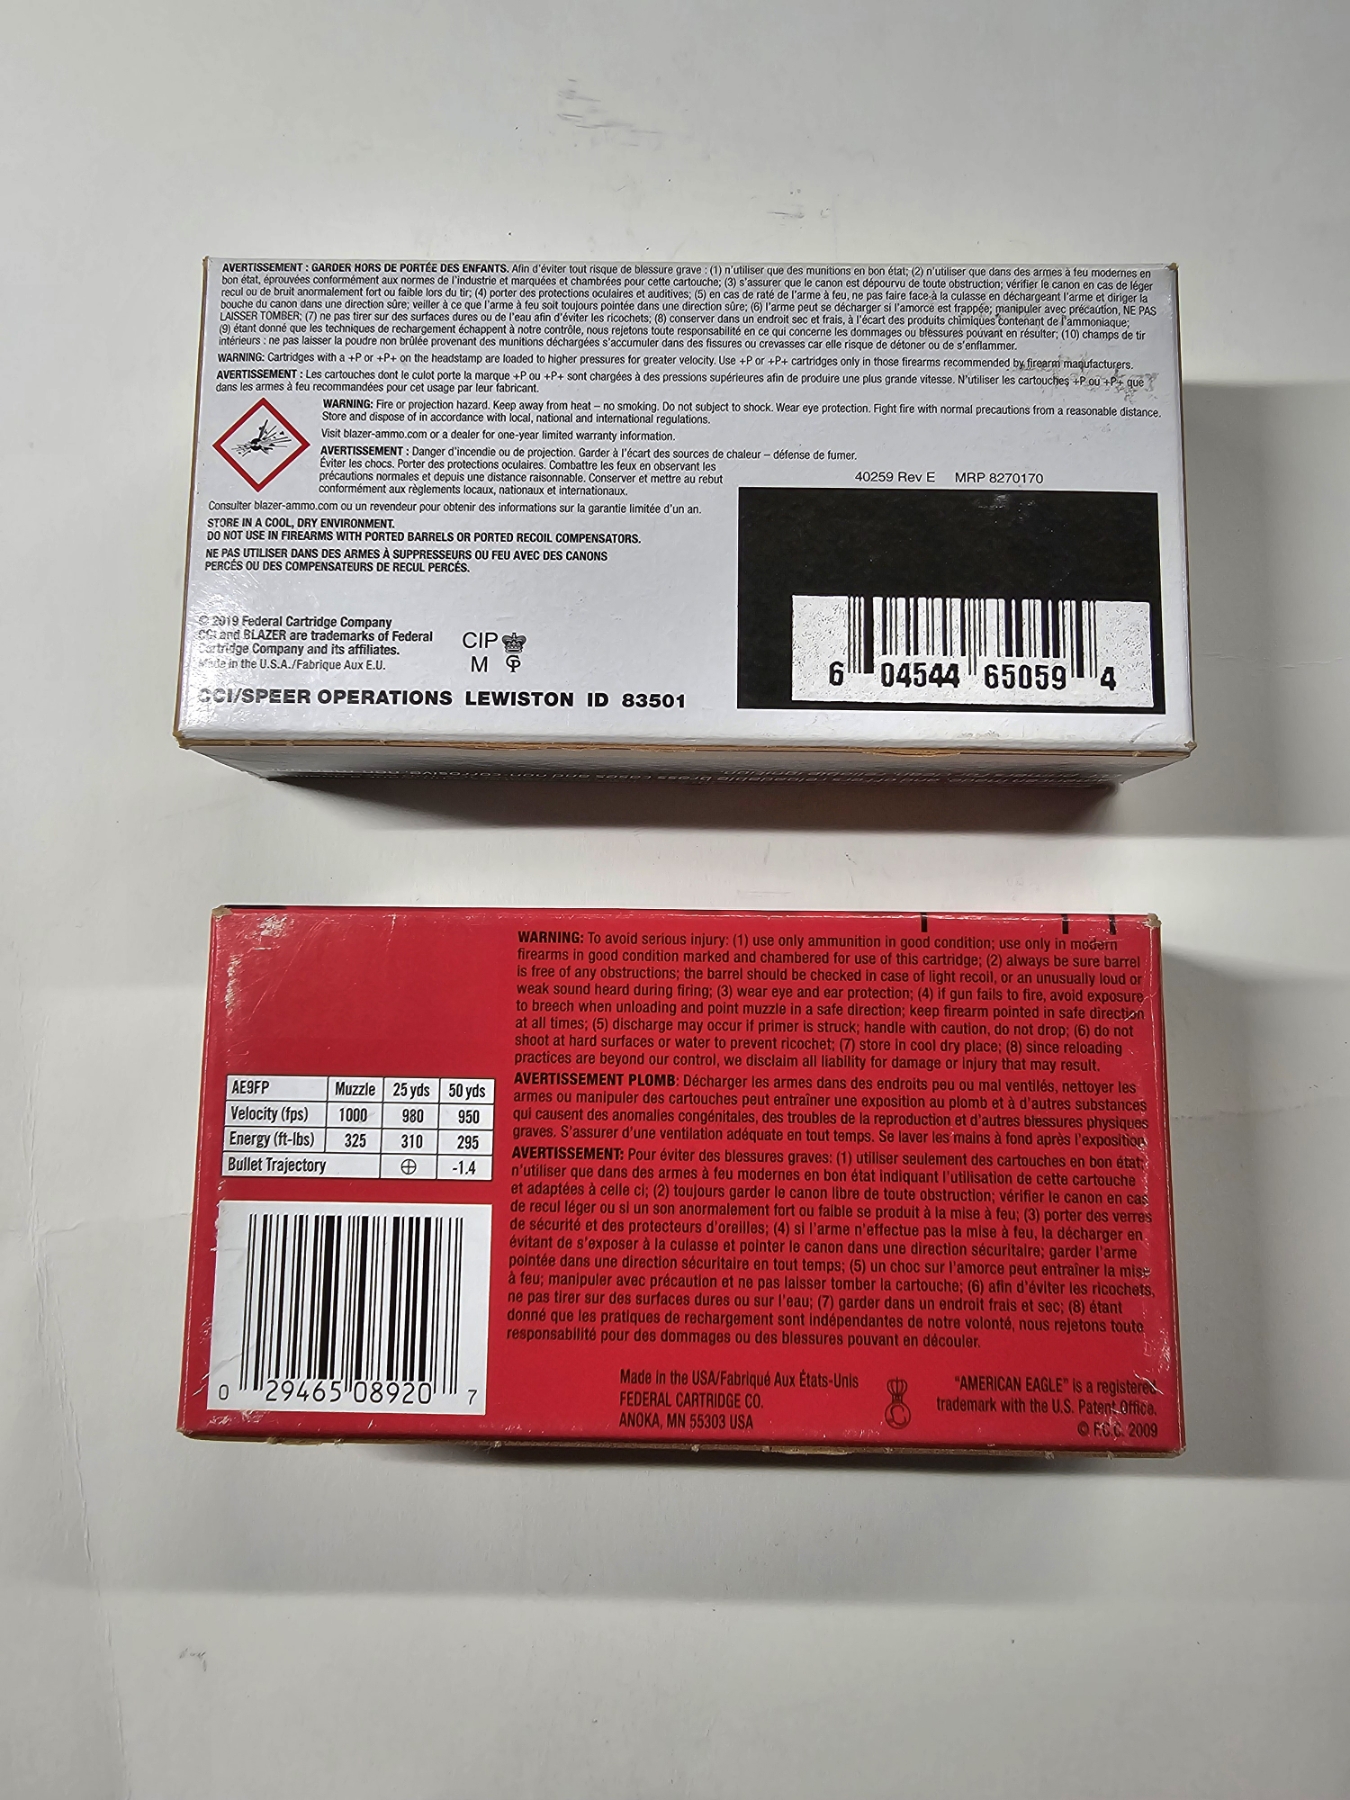 AVERTISSEMENT : GARDER HORS DE PORTÉE DES ENFANTS. Afin d'éviter tout risque de blessure grave : (1) n'utiliser que des munitions en bon état; (2) n'utiliser que dans des armes à feu modernes en
bon état, éprouvées conformément aux normes de l'industrie et marquées et chambrées pour cette cartouche; (3) s'assurer que le canon est dépourvu de toute obstruction; vérifier le canon en cas de léger
recul ou de bruit anormalement fort ou faible lors du tir; (4) porter des protections oculaires et auditives; (5) en cas de raté de l'arme à feu, ne pas faire face-à la culasse en déchargeant l'arme et diriger la
bouche du canon dans une direction sûre; veiller à ce que l'arme à feu soit toujours pointée dans une direction sûre; (6) l'arme peut se décharger si l'amorce est frappée; manipuler avec précaution, NE PAS
LAISSER TOMBER; (7) ne pas tirer sur des surfaces dures ou de l'eau afin d'éviter les ricochets; (8) conserver dans un endroit sec et frais, à l'écart des produits chimiques contenant de l'ammoniaque;
(9) étant donné que les techniques de rechargement échappent à notre contrôle, nous rejetons toute responsabilité en ce qui concerne les dommages ou blessures pouvant en résulter; (10) champs de tir
intérieurs : ne pas laisser la poudre non brûlée provenant des munitions déchargées s'accumuler dans des fissures ou crevasses car elle risque de détoner ou de s'enflammer.
WARNING: Cartridges with a +P or +P+ on the headstamp are loaded to higher pressures for greater velocity. Use +P or +P+ cartridges only in those firearms recommended by firearm manufacturers.
AVERTISSEMENT : Les cartouches dont le culot porte la marque +P ou +P+ sont chargées à des pressions supérieures afin de produire une plus grande vitesse. N'utiliser les cartouches +P ou +P+ que
dans les armes à feu recommandées pour cet usage par leur fabricant.
WARNING: Fire or projection hazard. Keep away from heat – no smoking. Do not subject to shock. Wear eye protection. Fight fire with normal precautions from a reasonable distance.
Store and dispose of in accordance with local, national and international regulations.
Visit blazer-ammo.com or a dealer for one-year limited warranty information.
AVERTISSEMENT : Danger d'incendie ou de projection. Garder à l'écart des sources de chaleur – défense de fumer.
Éviter les chocs. Porter des protections oculaires. Combattre les feux en observant les
précautions normales et depuis une distance raisonnable. Conserver et mettre au rebut
conformément aux règlements locaux, nationaux et internationaux.
40259 Rev E MRP 8270170
Consulter blazer-ammo.com ou un revendeur pour obtenir des informations sur la garantie limitée d'un an.
STORE IN A COOL, DRY ENVIRONMENT.
DO NOT USE IN FIREARMS WITH PORTED BARRELS OR PORTED RECOIL COMPENSATORS.
NE PAS UTILISER DANS DES ARMES À SUPPRESSEURS OU FEU AVEC DES CANONS
PERCÉS OU DES COMPENSATEURS DE RECUL PERCÉS.
© 2019 Federal Cartridge Company
CCI and BLAZER are trademarks of Federal
Cartridge Company and its affiliates.
Made in the U.S.A./Fabrique Aux E.U.
CIP
M
CCI/SPEER OPERATIONS LEWISTON ID 83501
6 04544 65059 4
WARNING: To avoid serious injury: (1) use only ammunition in good condition; use only in modern
firearms in good condition marked and chambered for use of this cartridge; (2) always be sure barrel
is free of any obstructions; the barrel should be checked in case of light recoil, or an unusually loud or
weak sound heard during firing; (3) wear eye and ear protection; (4) if gun fails to fire, avoid exposure
to breech when unloading and point muzzle in a safe direction; keep firearm pointed in safe direction
at all times; (5) discharge may occur if primer is struck; handle with caution, do not drop; (6) do not
shoot at hard surfaces or water to prevent ricochet; (7) store in cool dry place; (8) since reloading
practices are beyond our control, we disclaim all liability for damage or injury that may result.
AVERTISSEMENT PLOMB: Décharger les armes dans des endroits peu ou mal ventilés, nettoyer les
armes ou manipuler des cartouches peut entraîner une exposition au plomb et à d'autres substances
qui causent des anomalies congénitales, des troubles de la reproduction et d'autres blessures physiques
graves. S'assurer d'une ventilation adéquate en tout temps. Se laver les mains à fond après l'exposition
AVERTISSEMENT: Pour éviter des blessures graves: (1) utiliser seulement des cartouches en bon état;
n'utiliser que dans des armes à feu modernes en bon état indiquant l'utilisation de cette cartouche
et adaptées à celle ci; (2) toujours garder le canon libre de toute obstruction; vérifier le canon en cas
de recul léger ou si un son anormalement fort ou faible se produit à la mise à feu; (3) porter des verres
de sécurité et des protecteurs d'oreilles; (4) si l'arme n'effectue pas la mise à feu, la décharger en
évitant de s'exposer à la culasse et pointer le canon dans une direction sécuritaire; garder l'arme
pointée dans une direction sécuritaire en tout temps; (5) un choc sur l'amorce peut entraîner la mise
à feu; manipuler avec précaution et ne pas laisser tomber la cartouche; (6) afin d'éviter les ricochets,
ne pas tirer sur des surfaces dures ou sur l'eau; (7) garder dans un endroit frais et sec; (8) étant
donné que les pratiques de rechargement sont indépendantes de notre volonté, nous rejetons toute
responsabilité pour des dommages ou des blessures pouvant en découler.
AE9FP Muzzle 25 yds 50 yds
Velocity (fps) 1000 980 950
Energy (ft-lbs) 325 310 295
Bullet Trajectory ⊕ -1.4
0 29465 08920 7
Made in the USA/Fabriqué Aux États-Unis
FEDERAL CARTRIDGE CO.
ANOKA, MN 55303 USA
"AMERICAN EAGLE" is a registered
trademark with the U.S. Patent Office.
© F.C.C. 2009